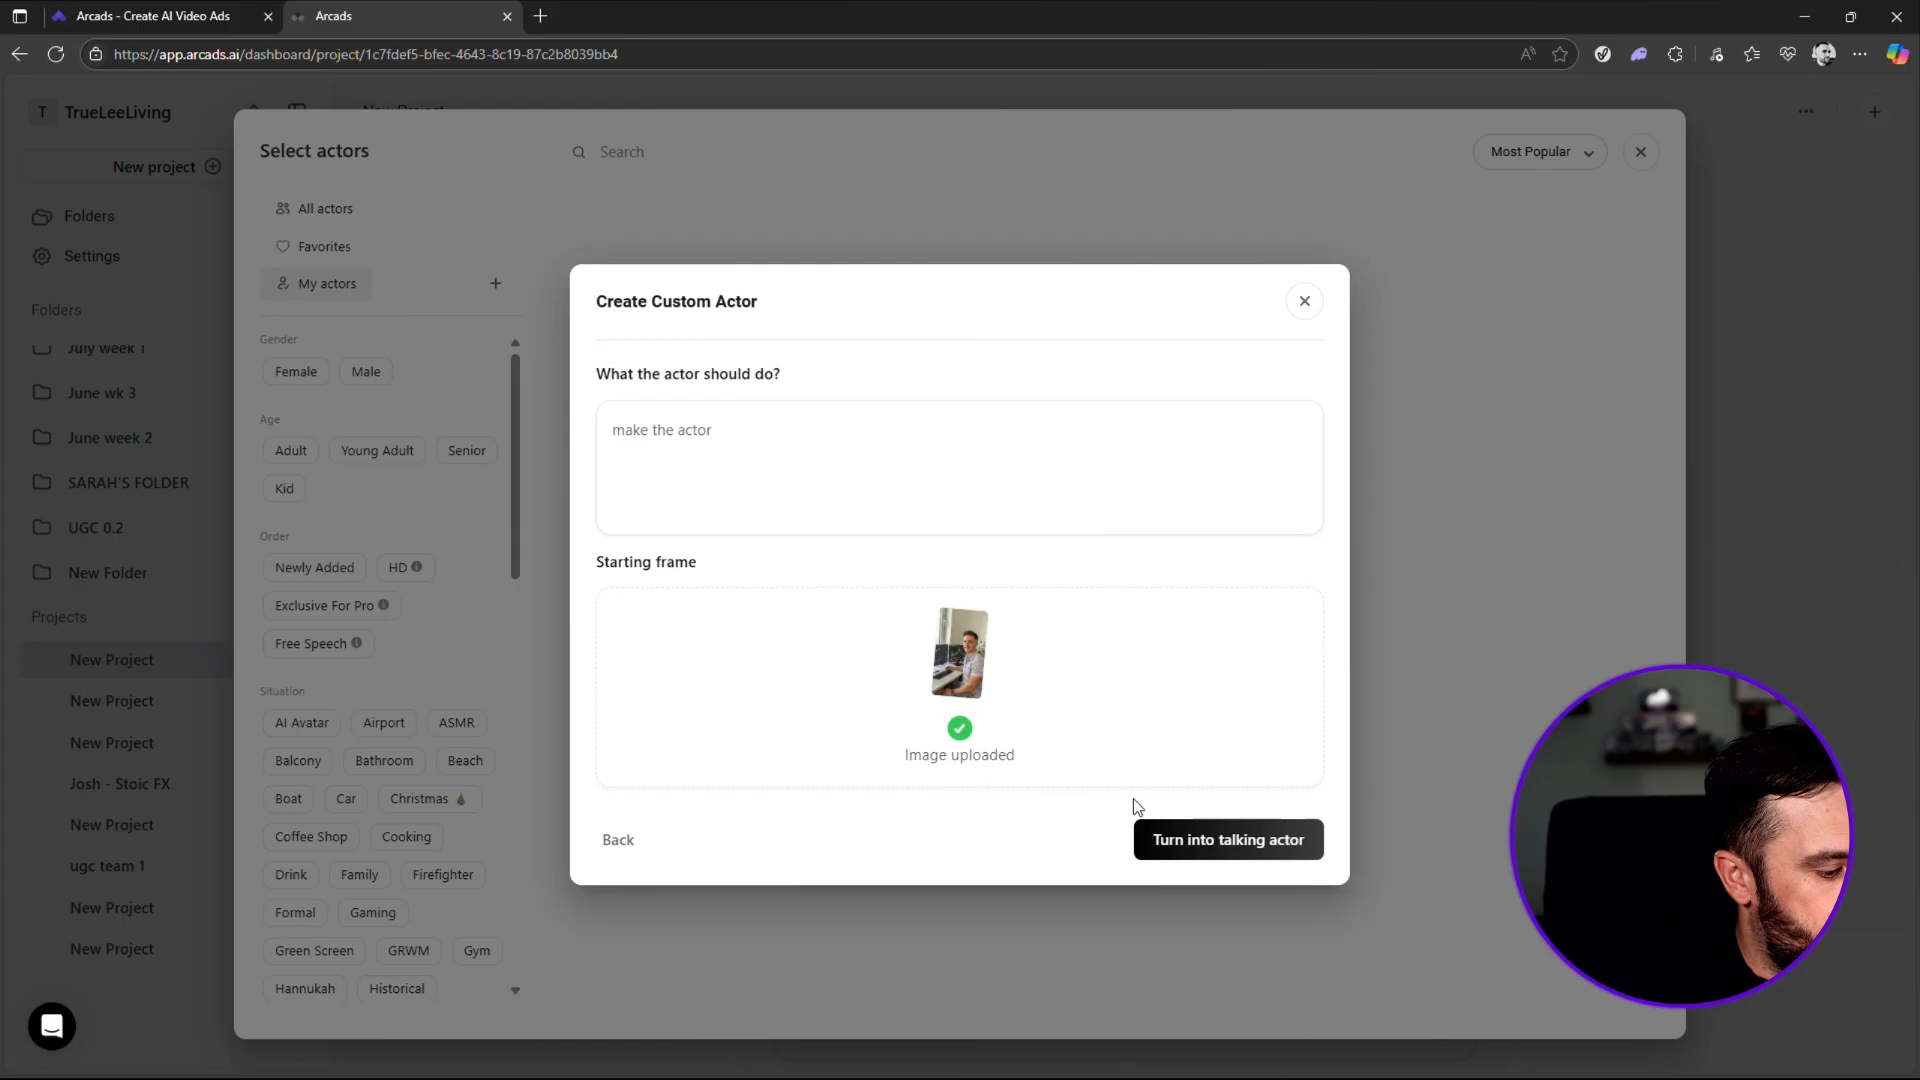 Arcads - Create AI Video Ads
Arcads
https://app.arcads.ai/dashboard/project/1c7fdef5-bfec-4643-8c19-87c2b8039bb4
T TrueLeeLiving
New project
Folders
Settings
Folders
July week 1
June wk 3
June week 2
SARAH'S FOLDER
UGC 0.2
New Folder
Projects
New Project
New Project
New Project
Josh - Stoic FX
New Project
ugc team 1
New Project
New Project
New Project
Select actors
Search
Most Popular
All actors
Favorites
My actors
Gender
Female Male
Age
Adult Young Adult Senior
Kid
Order
Newly Added HD
Exclusive For Pro
Free Speech
Situation
AI Avatar Airport ASMR
Balcony Bathroom Beach
Boat Car Christmas
Coffee Shop Cooking
Drink Family Firefighter
Formal Gaming
Green Screen GRWM Gym
Hannukah Historical
Create Custom Actor
What the actor should do?
make the actor
Starting frame
Image uploaded
Back
Turn into talking actor